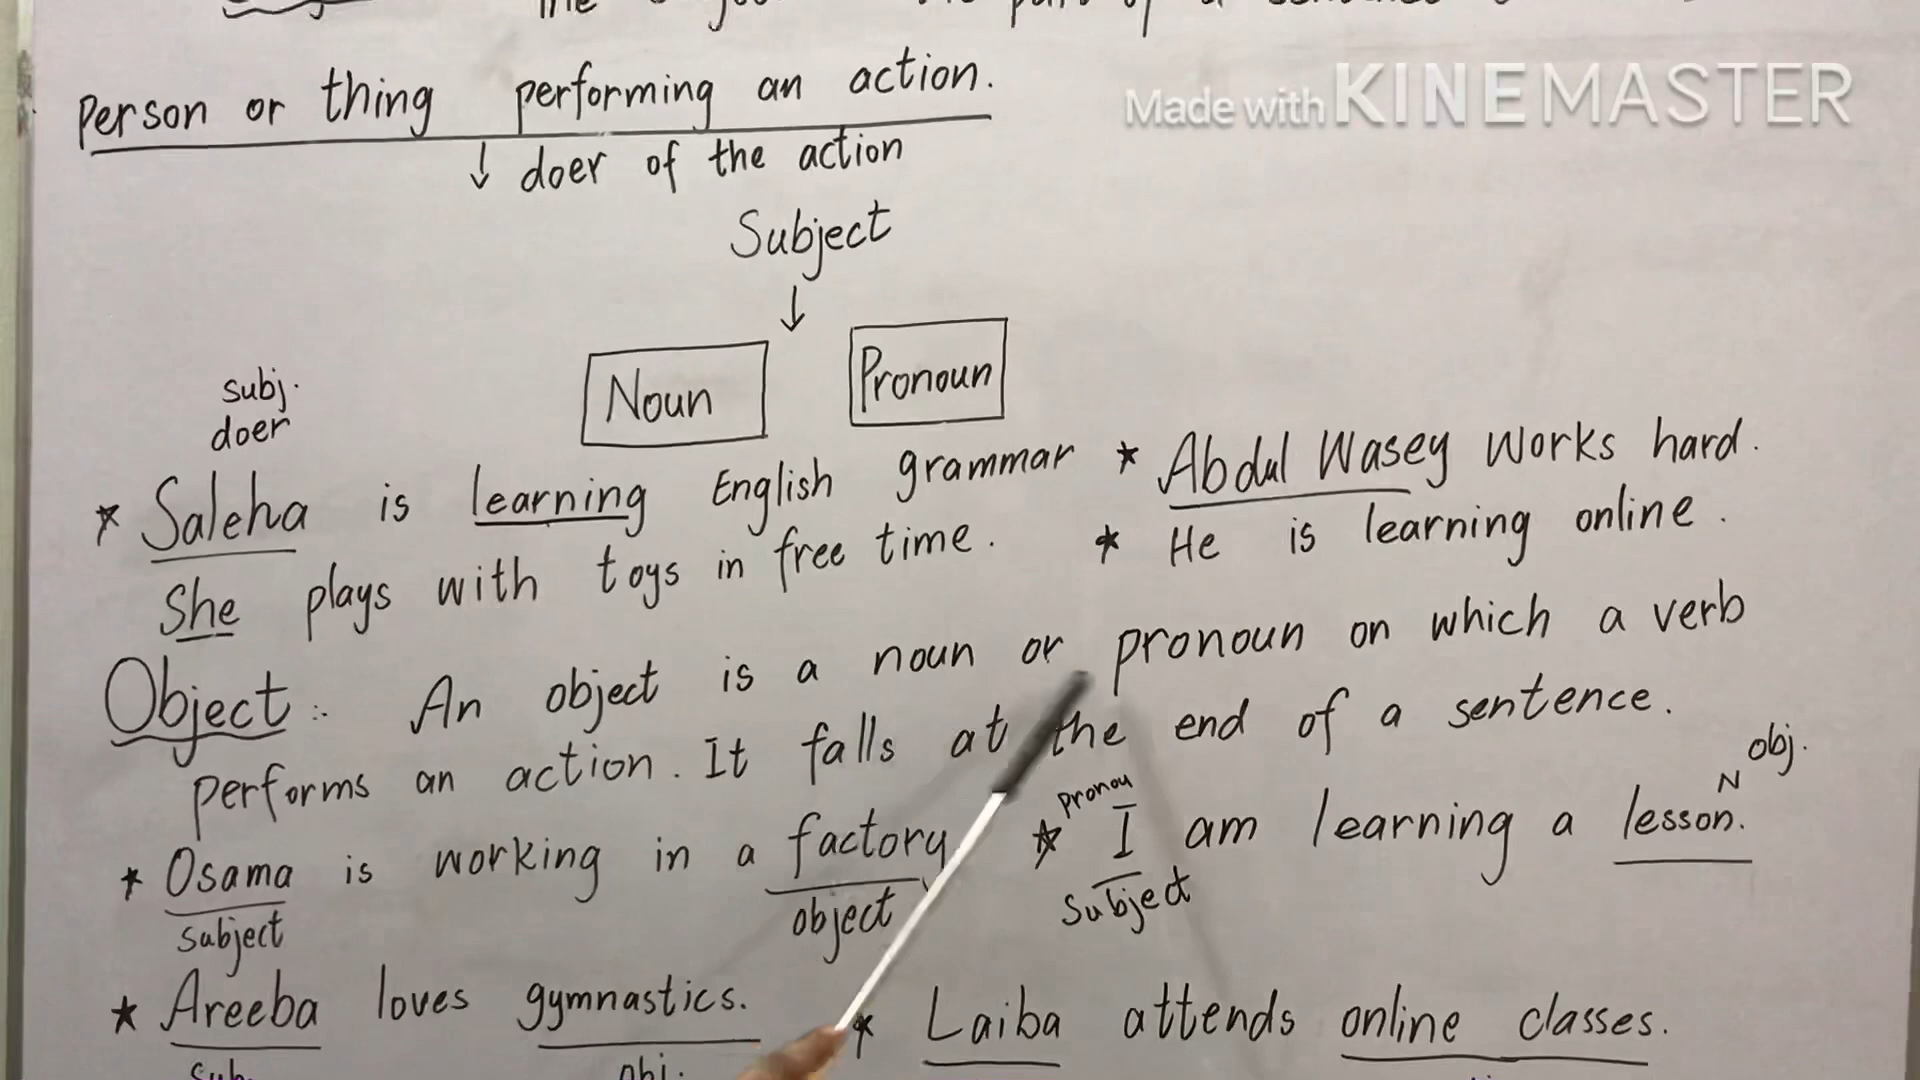 Person or thing performing an action.
Made with KINEMASTER
↓ doer of the action
Subject
↓
Noun
Pronoun
subj.
doer
* Saleha is learning English grammar
She plays with toys in free time.
* Abdul Wasey works hard.
* He is learning online.
Object:. An object is a noun or pronoun on which a verb
performs an action. It falls at the end of a sentence.
* Osama is working in a factory
subject
object
pronou
N obj.
* I am learning a lesson.
Subject
* Areeba loves gymnastics.
sub
obj.
* Laiba attends online classes.